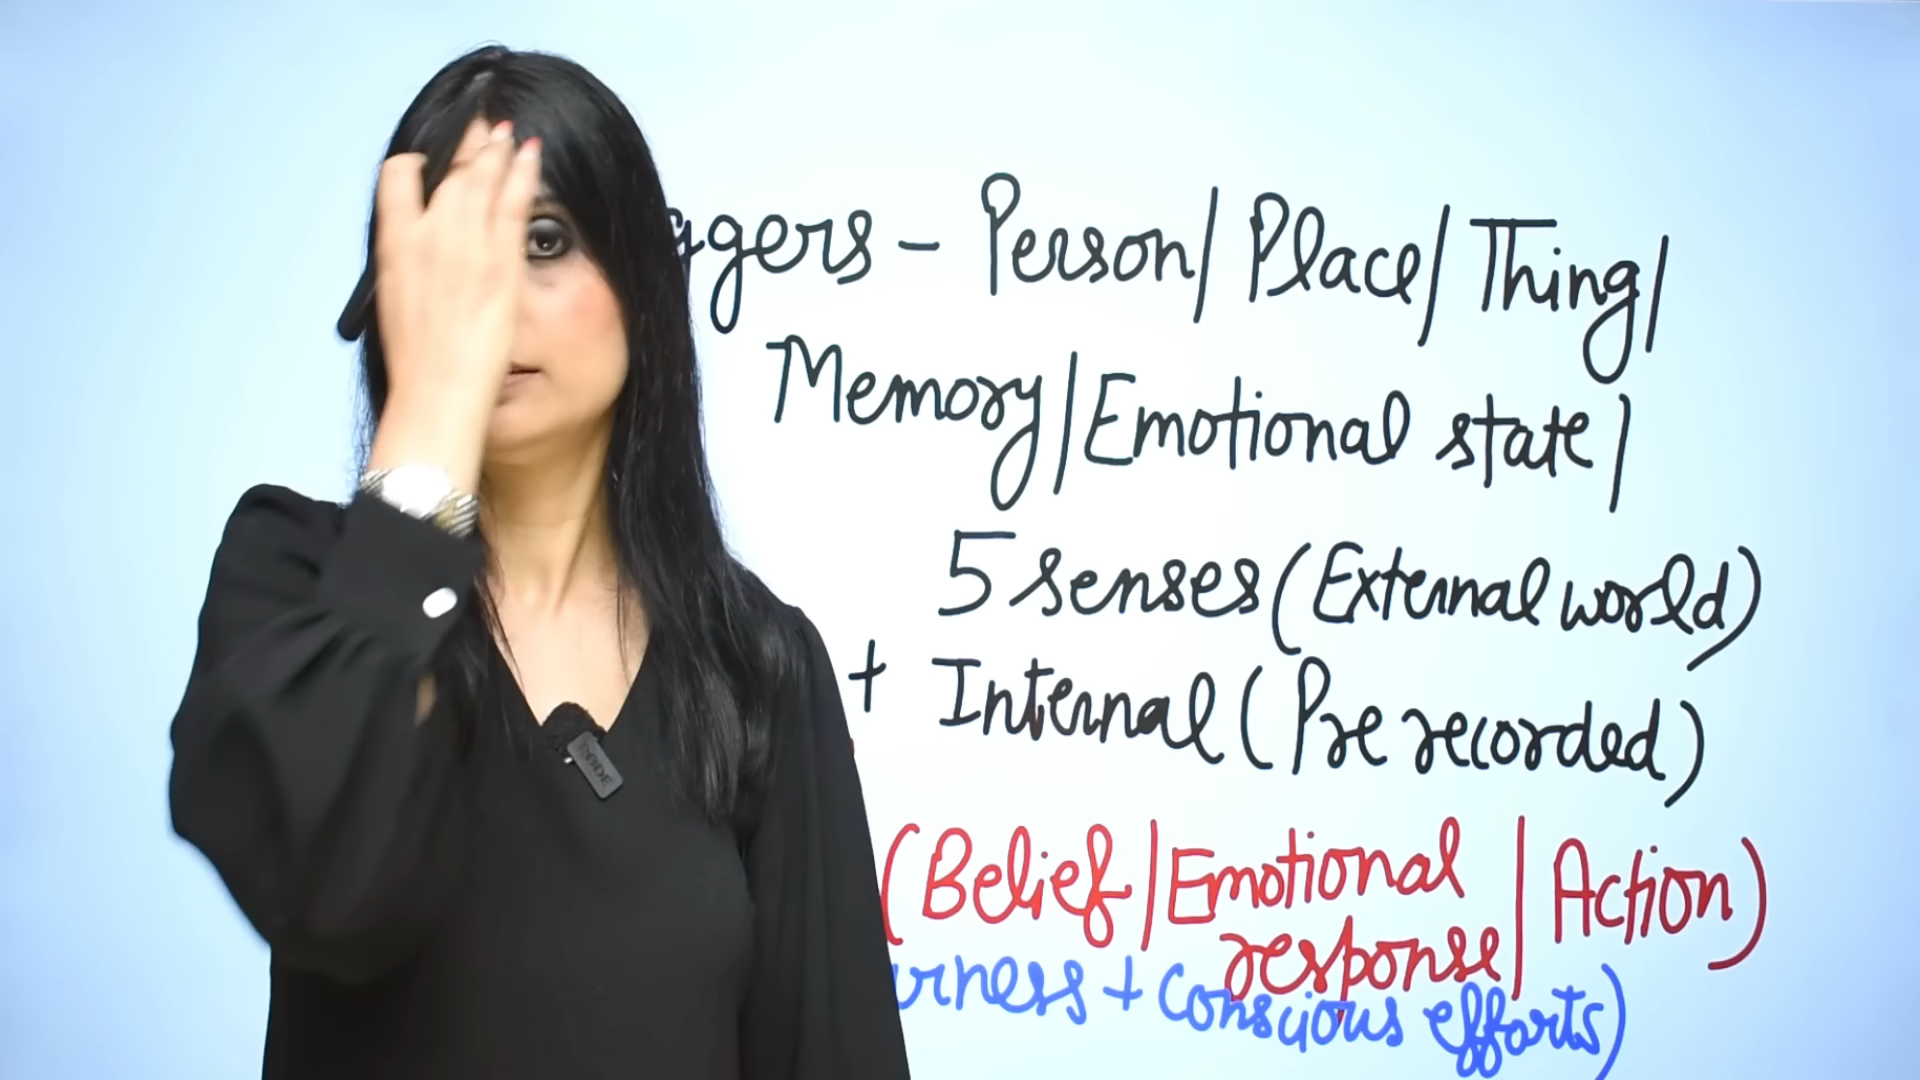 ggers - Person/ Place/ Thing/
Memory/ Emotional state/
5 senses (External world)
+ Internal (Pre recorded)
(Belief/ Emotional response/ Action)
rness + Conscious efforts)
RODE